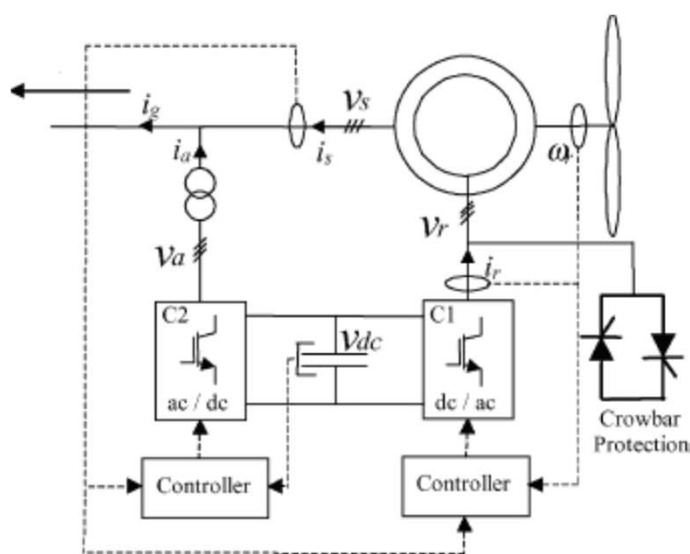 v_s
i_g
i_s
i_a
ω_r
v_r
v_a
i_r
C2
C1
v_dc
ac / dc
dc / ac
Crowbar
Protection
Controller
Controller